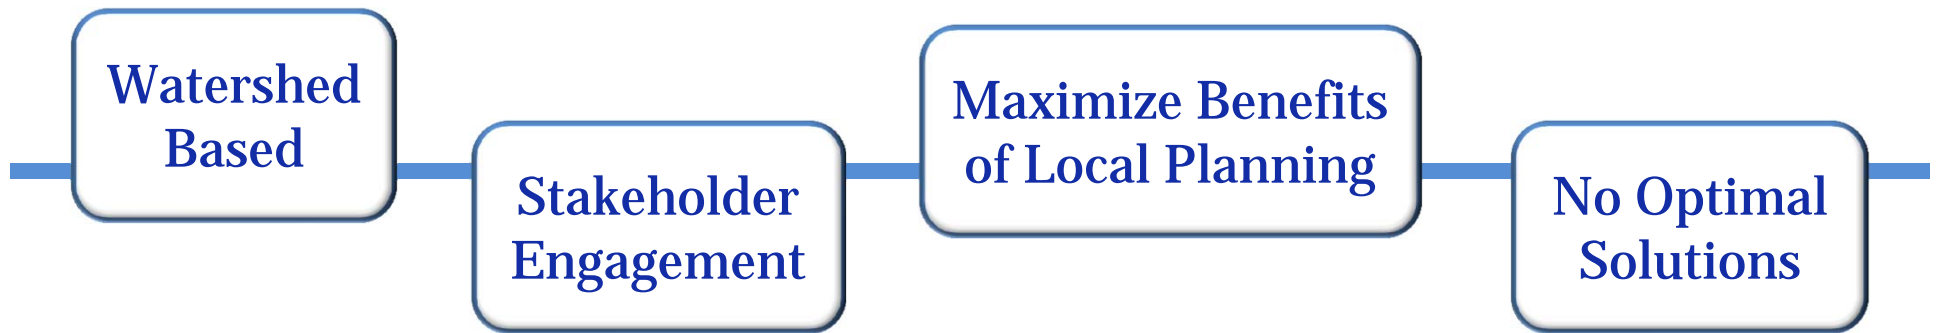 Watershed
Based
Stakeholder
Engagement
Maximize Benefits
of Local Planning
No Optimal
Solutions